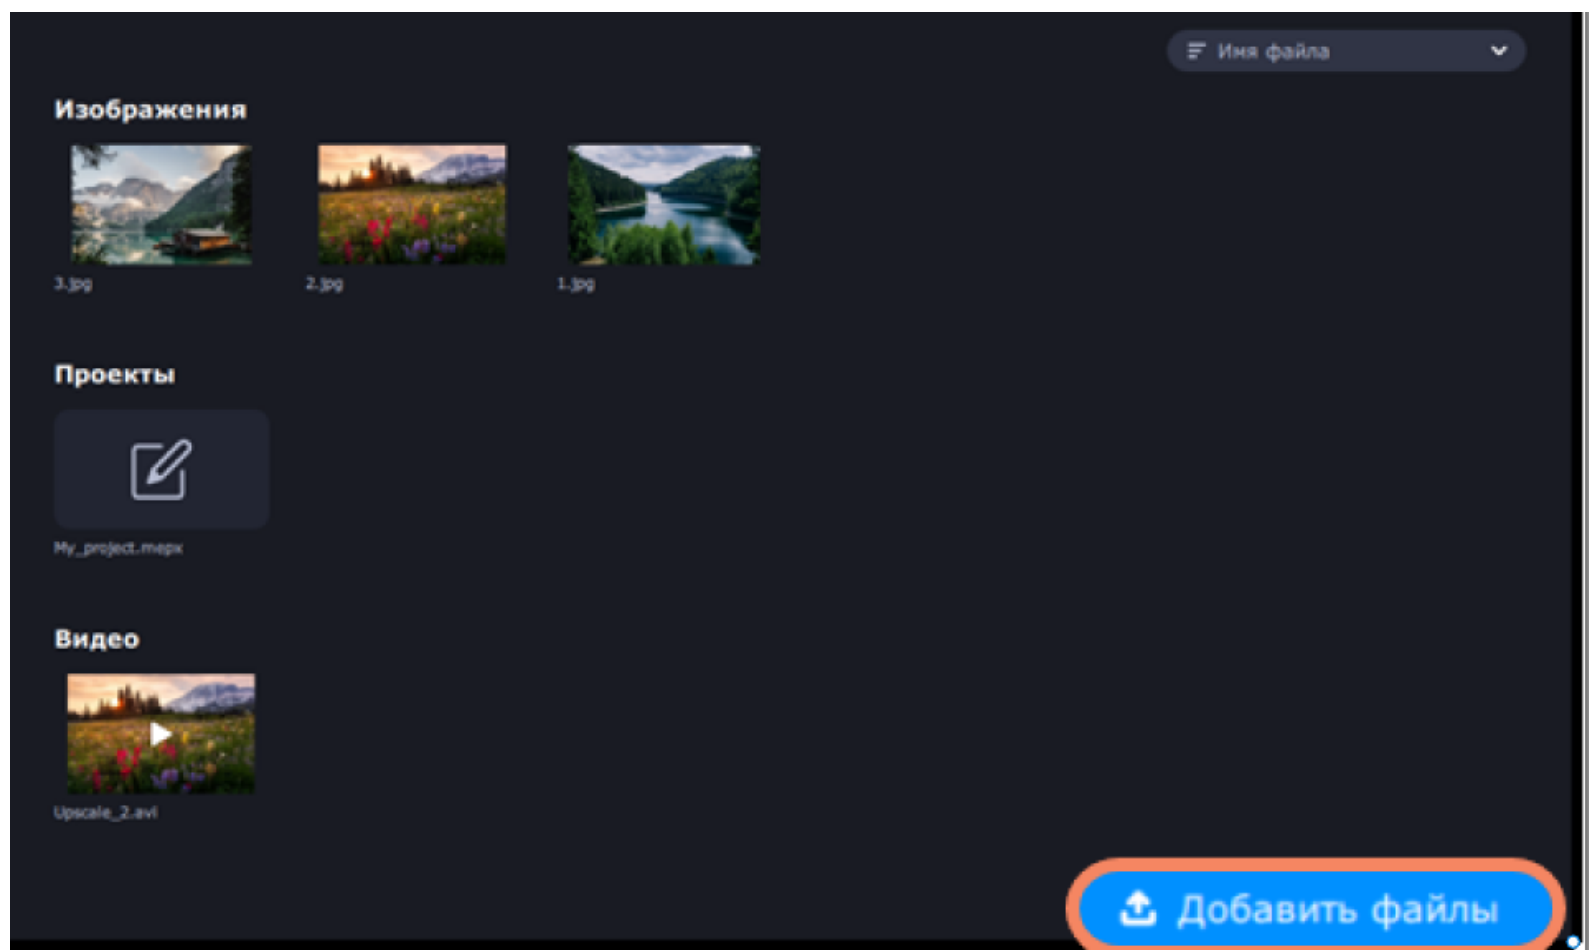 Имя файла
Изображения
3.jpg
2.jpg
1.jpg
Проекты
My_project.mepx
Видео
Upscale_2.avi
Добавить файлы